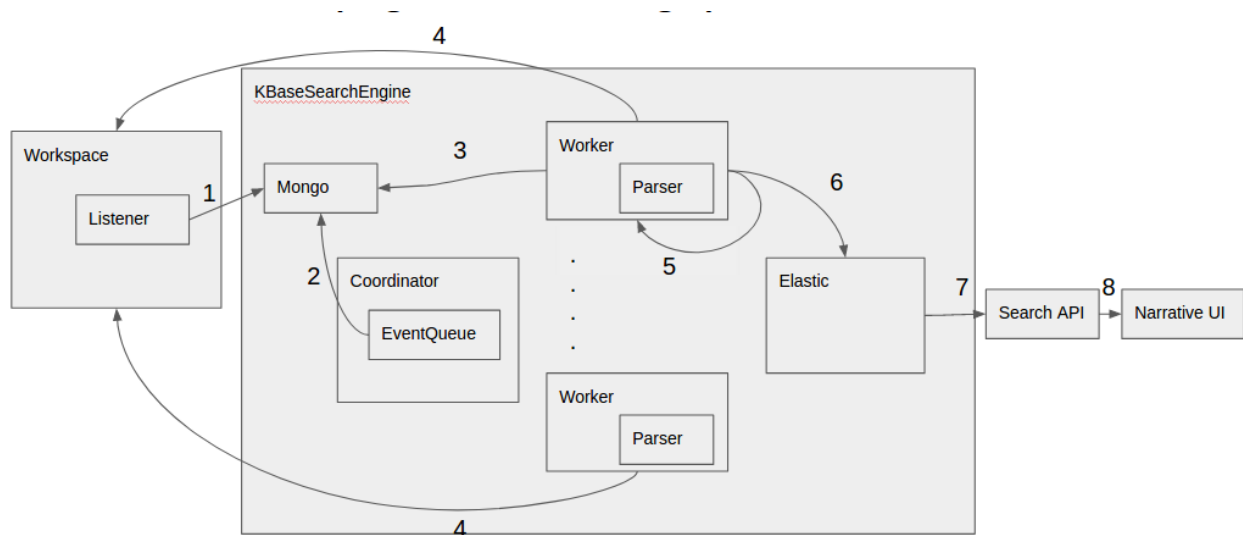 4
KBaseSearchEngine
Workspace
Listener
1
Mongo
3
Worker
Parser
6
5
2
Coordinator
EventQueue
.
.
.
.
Elastic
7
Search API
8
Narrative UI
Worker
Parser
4